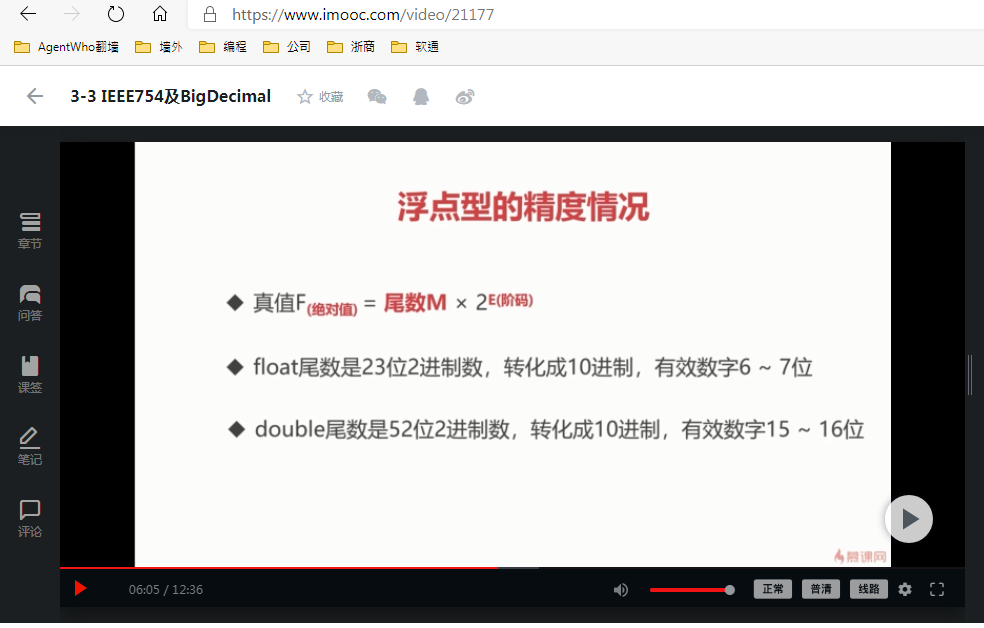 https://www.imooc.com/video/21177
AgentWho翻墙 墙外 编程 公司 浙商 软通
3-3 IEEE754及BigDecimal 收藏
章节
问答
课签
笔记
评论
浮点型的精度情况
◆ 真值F(绝对值) = 尾数M × 2E(阶码)
◆ float尾数是23位2进制数，转化成10进制，有效数字6 ~ 7位
◆ double尾数是52位2进制数，转化成10进制，有效数字15 ~ 16位
慕课网
06:05 / 12:36 正常 普清 线路